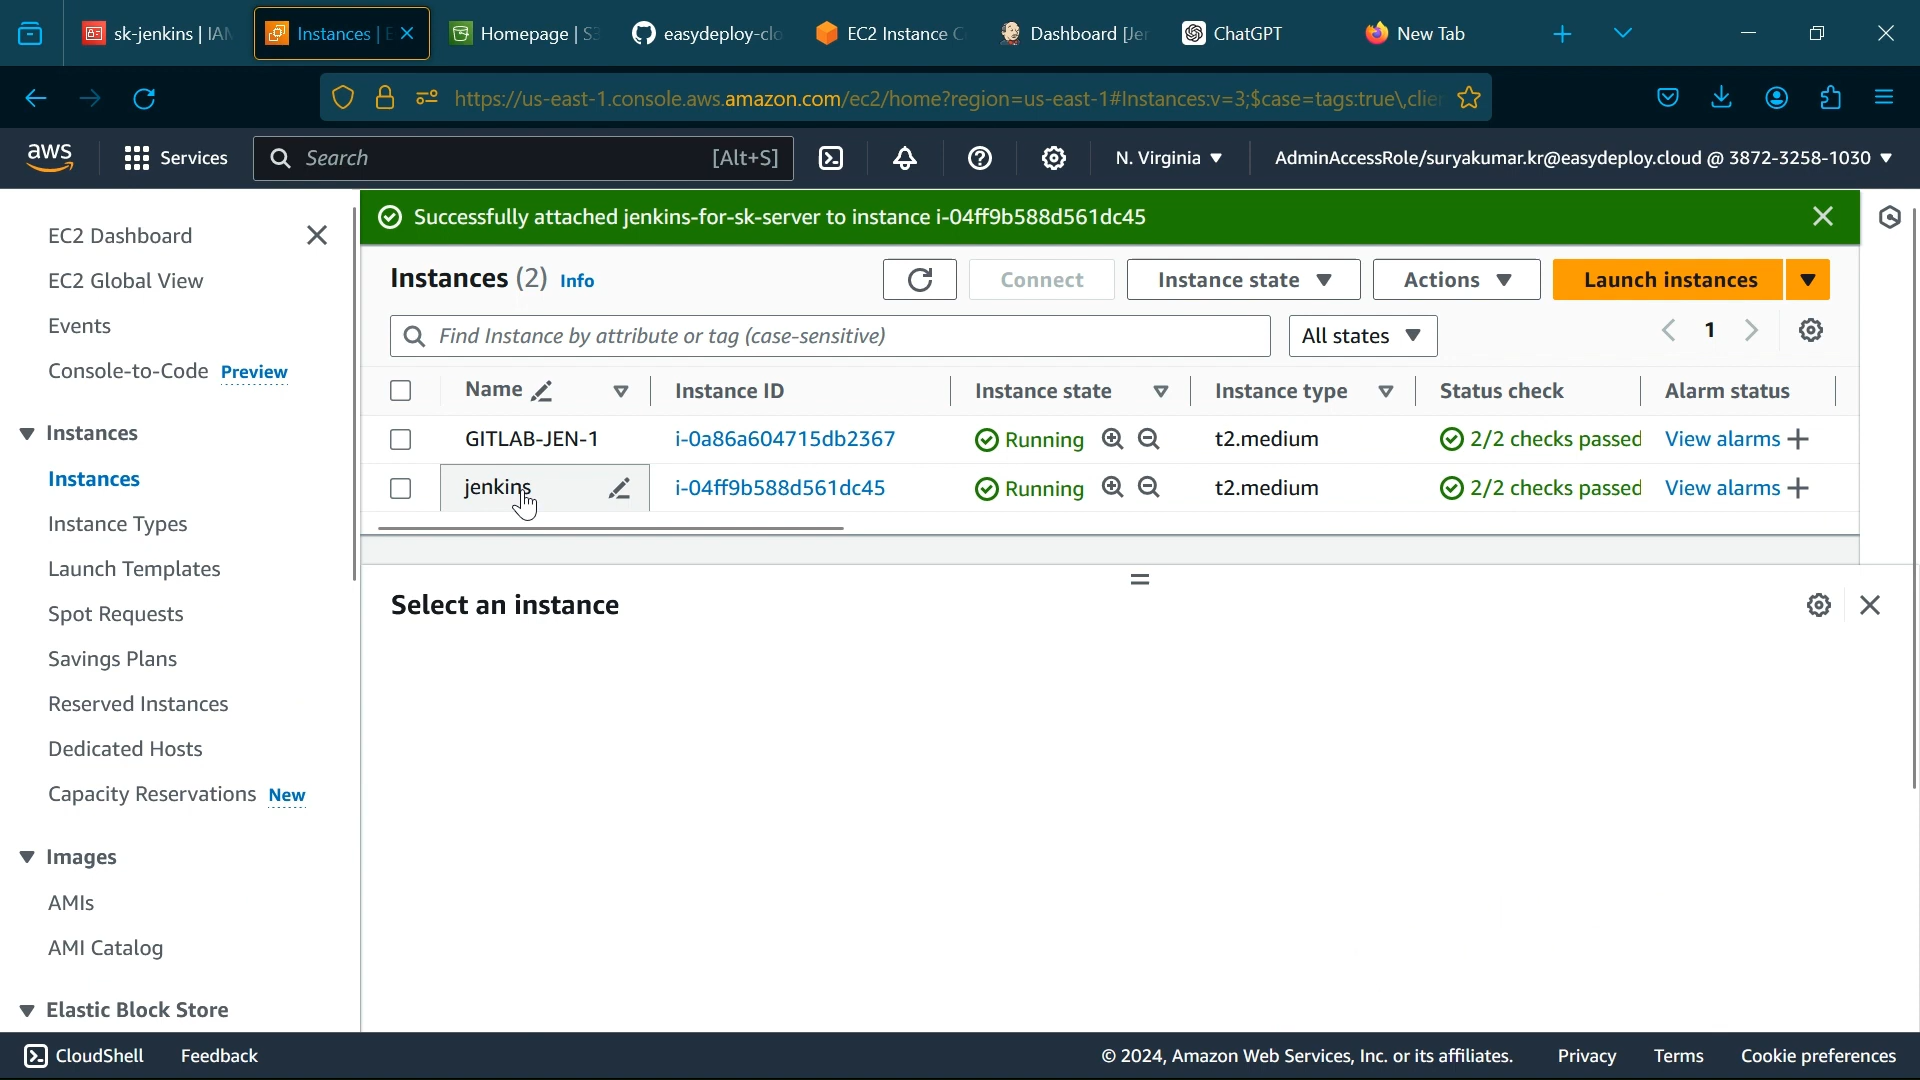 sk-jenkins | IAM
Instances | E
Homepage | S3
easydeploy-clo
EC2 Instance C
Dashboard [Jer
ChatGPT
New Tab
https://us-east-1.console.aws.amazon.com/ec2/home?region=us-east-1#Instances:v=3;$case=tags:true\,clie
aws
Services
Search
[Alt+S]
N. Virginia
AdminAccessRole/suryakumar.kr@easydeploy.cloud @ 3872-3258-1030
EC2 Dashboard
EC2 Global View
Events
Console-to-Code Preview
Instances
Instances
Instance Types
Launch Templates
Spot Requests
Savings Plans
Reserved Instances
Dedicated Hosts
Capacity Reservations New
Images
AMIs
AMI Catalog
Elastic Block Store
Successfully attached jenkins-for-sk-server to instance i-04ff9b588d561dc45
Instances (2) Info
Connect
Instance state
Actions
Launch instances
Find Instance by attribute or tag (case-sensitive)
All states
1
Name Instance ID Instance state Instance type Status check Alarm status
GITLAB-JEN-1 i-0a86a604715db2367 Running t2.medium 2/2 checks passed View alarms
jenkins i-04ff9b588d561dc45 Running t2.medium 2/2 checks passed View alarms
Select an instance
CloudShell Feedback © 2024, Amazon Web Services, Inc. or its affiliates. Privacy Terms Cookie preferences